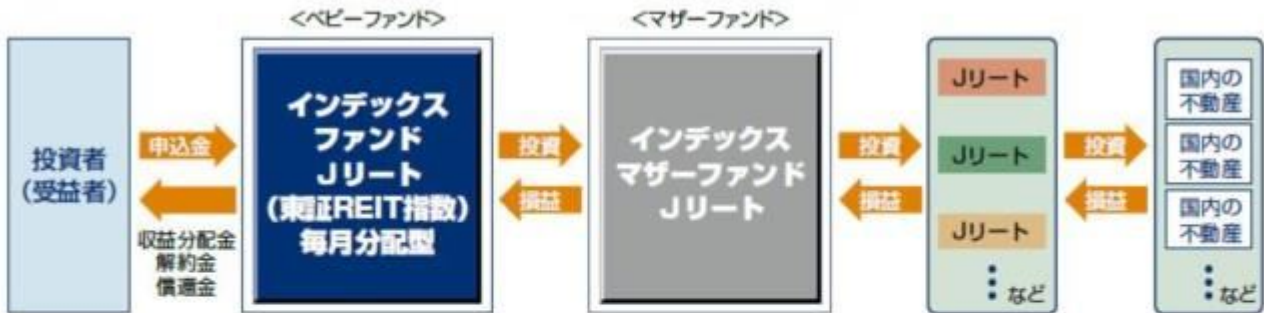 <ベビーファンド>
<マザーファンド>
投資者
(受益者)
申込金
収益分配金
解約金
償還金
インデックス
ファンド
Jリート
(東証REIT指数)
毎月分配型
投資
損益
インデックス
マザーファンド
Jリート
投資
損益
Jリート
Jリート
Jリート
など
投資
損益
国内の
不動産
国内の
不動産
国内の
不動産
など